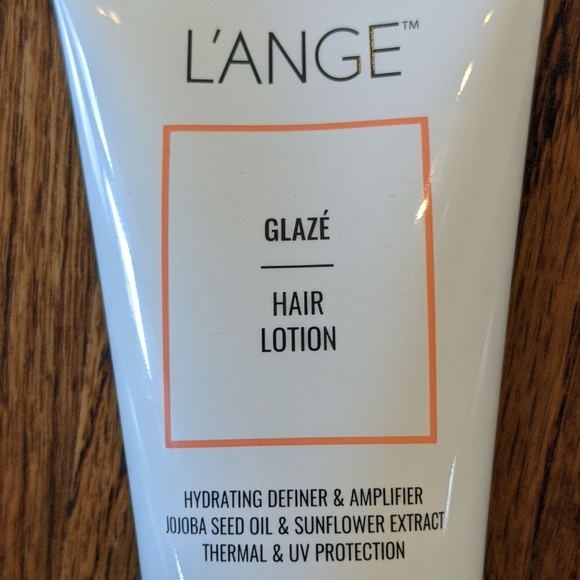 L'ANGE™
GLAZÉ
HAIR
LOTION
HYDRATING DEFINER & AMPLIFIER
JOJOBA SEED OIL & SUNFLOWER EXTRACT
THERMAL & UV PROTECTION